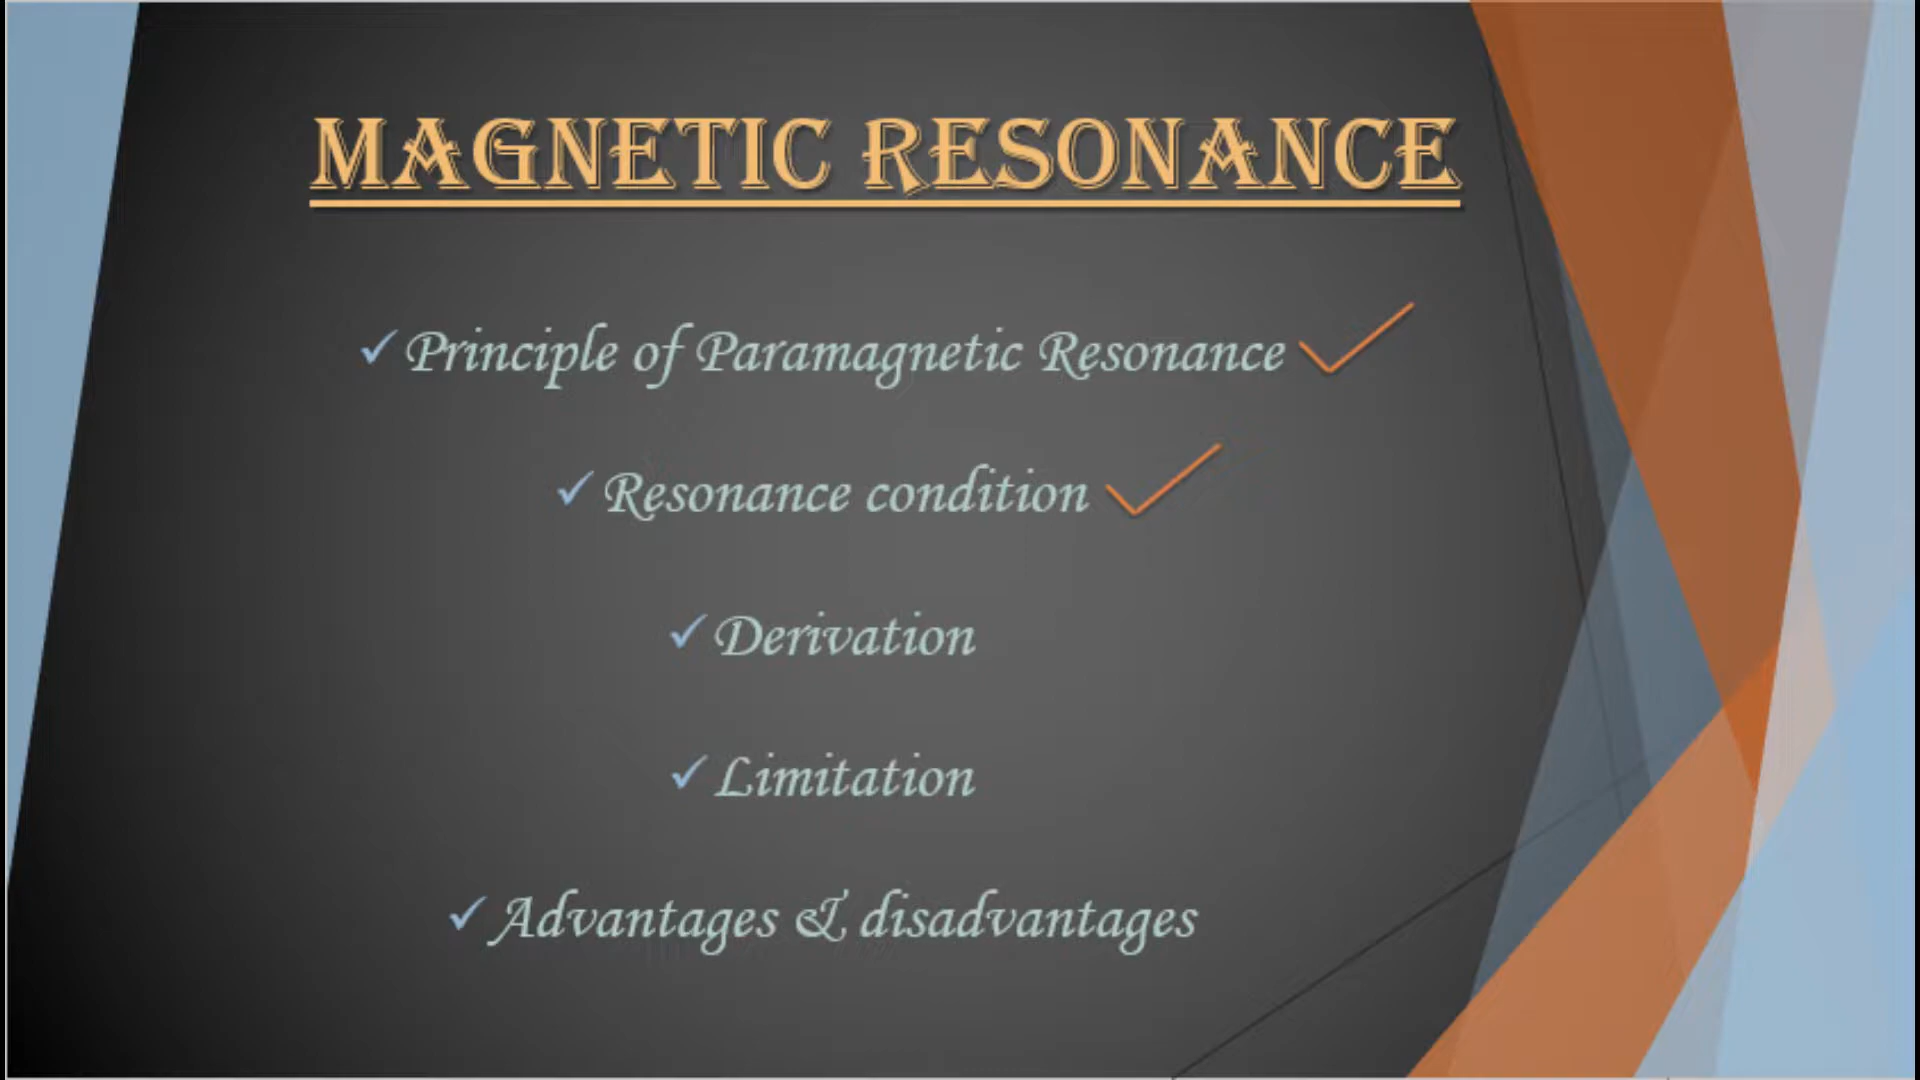 MAGNETIC RESONANCE
✓ Principle of Paramagnetic Resonance ✓
✓ Resonance condition ✓
✓ Derivation
✓ Limitation
✓ Advantages & disadvantages